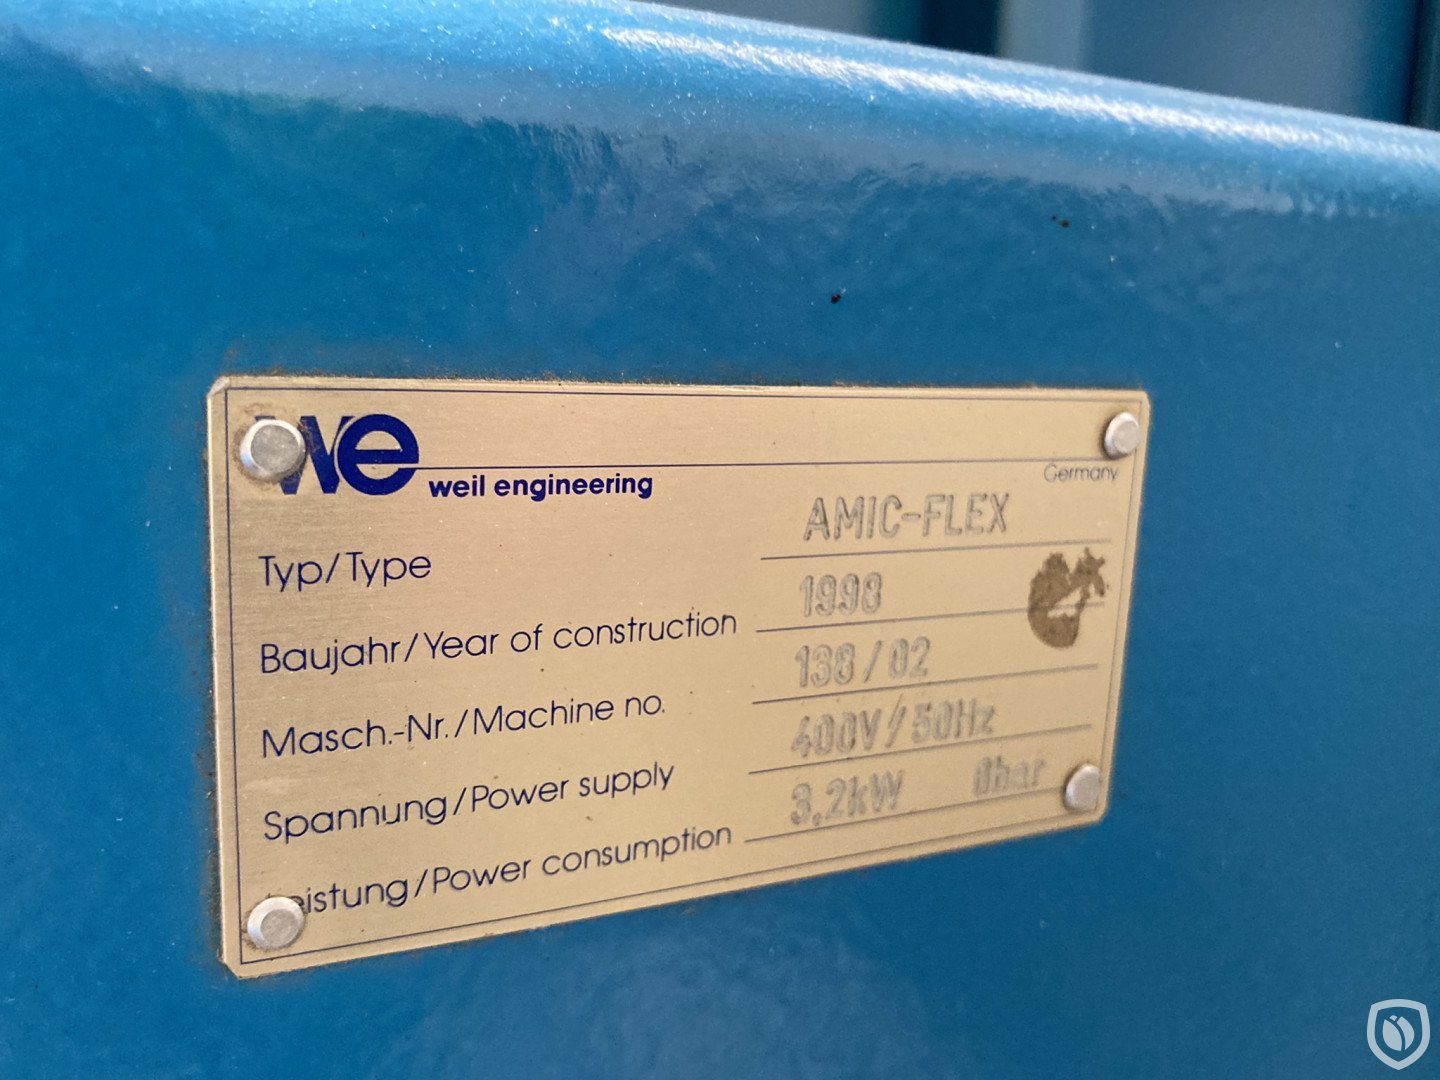 we
weil engineering
Germany
Typ/Type AMIC-FLEX
Baujahr/Year of construction 1998
Masch.-Nr./Machine no. 138/02
Spannung/Power supply 400V/50Hz
Leistung/Power consumption 3,2kW 6bar